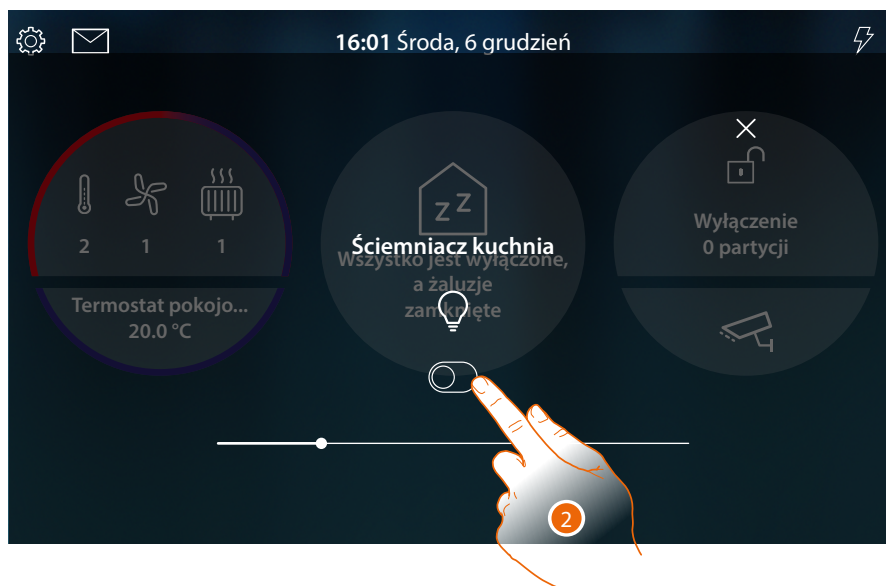 16:01 Środa, 6 grudzień
2 1 1
Termostat pokojo...
20.0 °C
z Z
Ściemniacz kuchnia
Wszystko jest wyłączone,
a żaluzje
zamknięte
Wyłączenie
0 partycji
2